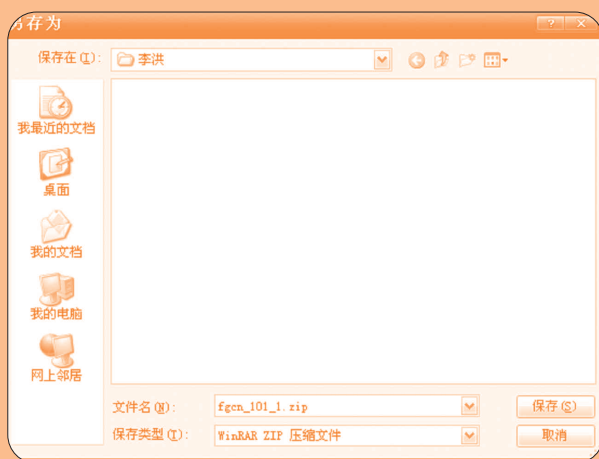 另存为
保存在(I):
李洪
我最近的文档
桌面
我的文档
我的电脑
网上邻居
文件名(N):
fgcn_101_1.zip
保存(S)
保存类型(T):
WinRAR ZIP 压缩文件
取消